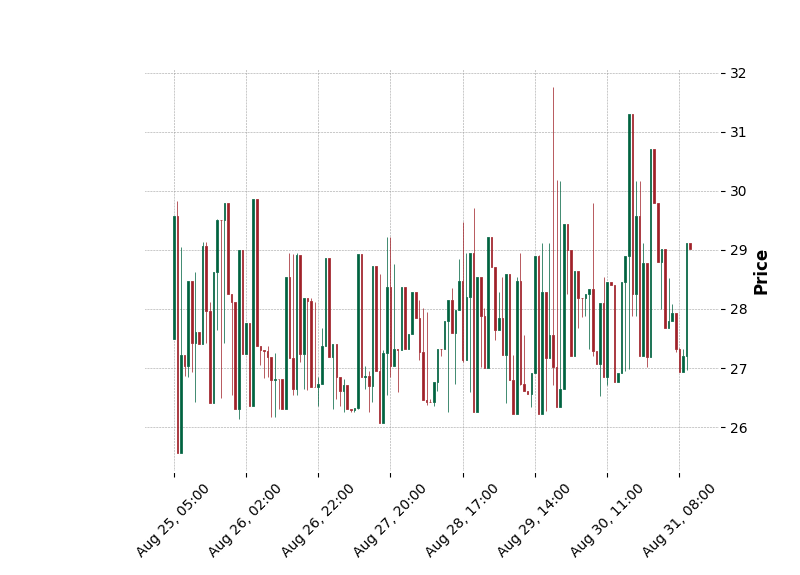 32
31
30
29
28
27
26
Price
Aug 25, 05:00
Aug 26, 02:00
Aug 26, 22:00
Aug 27, 20:00
Aug 28, 17:00
Aug 29, 14:00
Aug 30, 11:00
Aug 31, 08:00